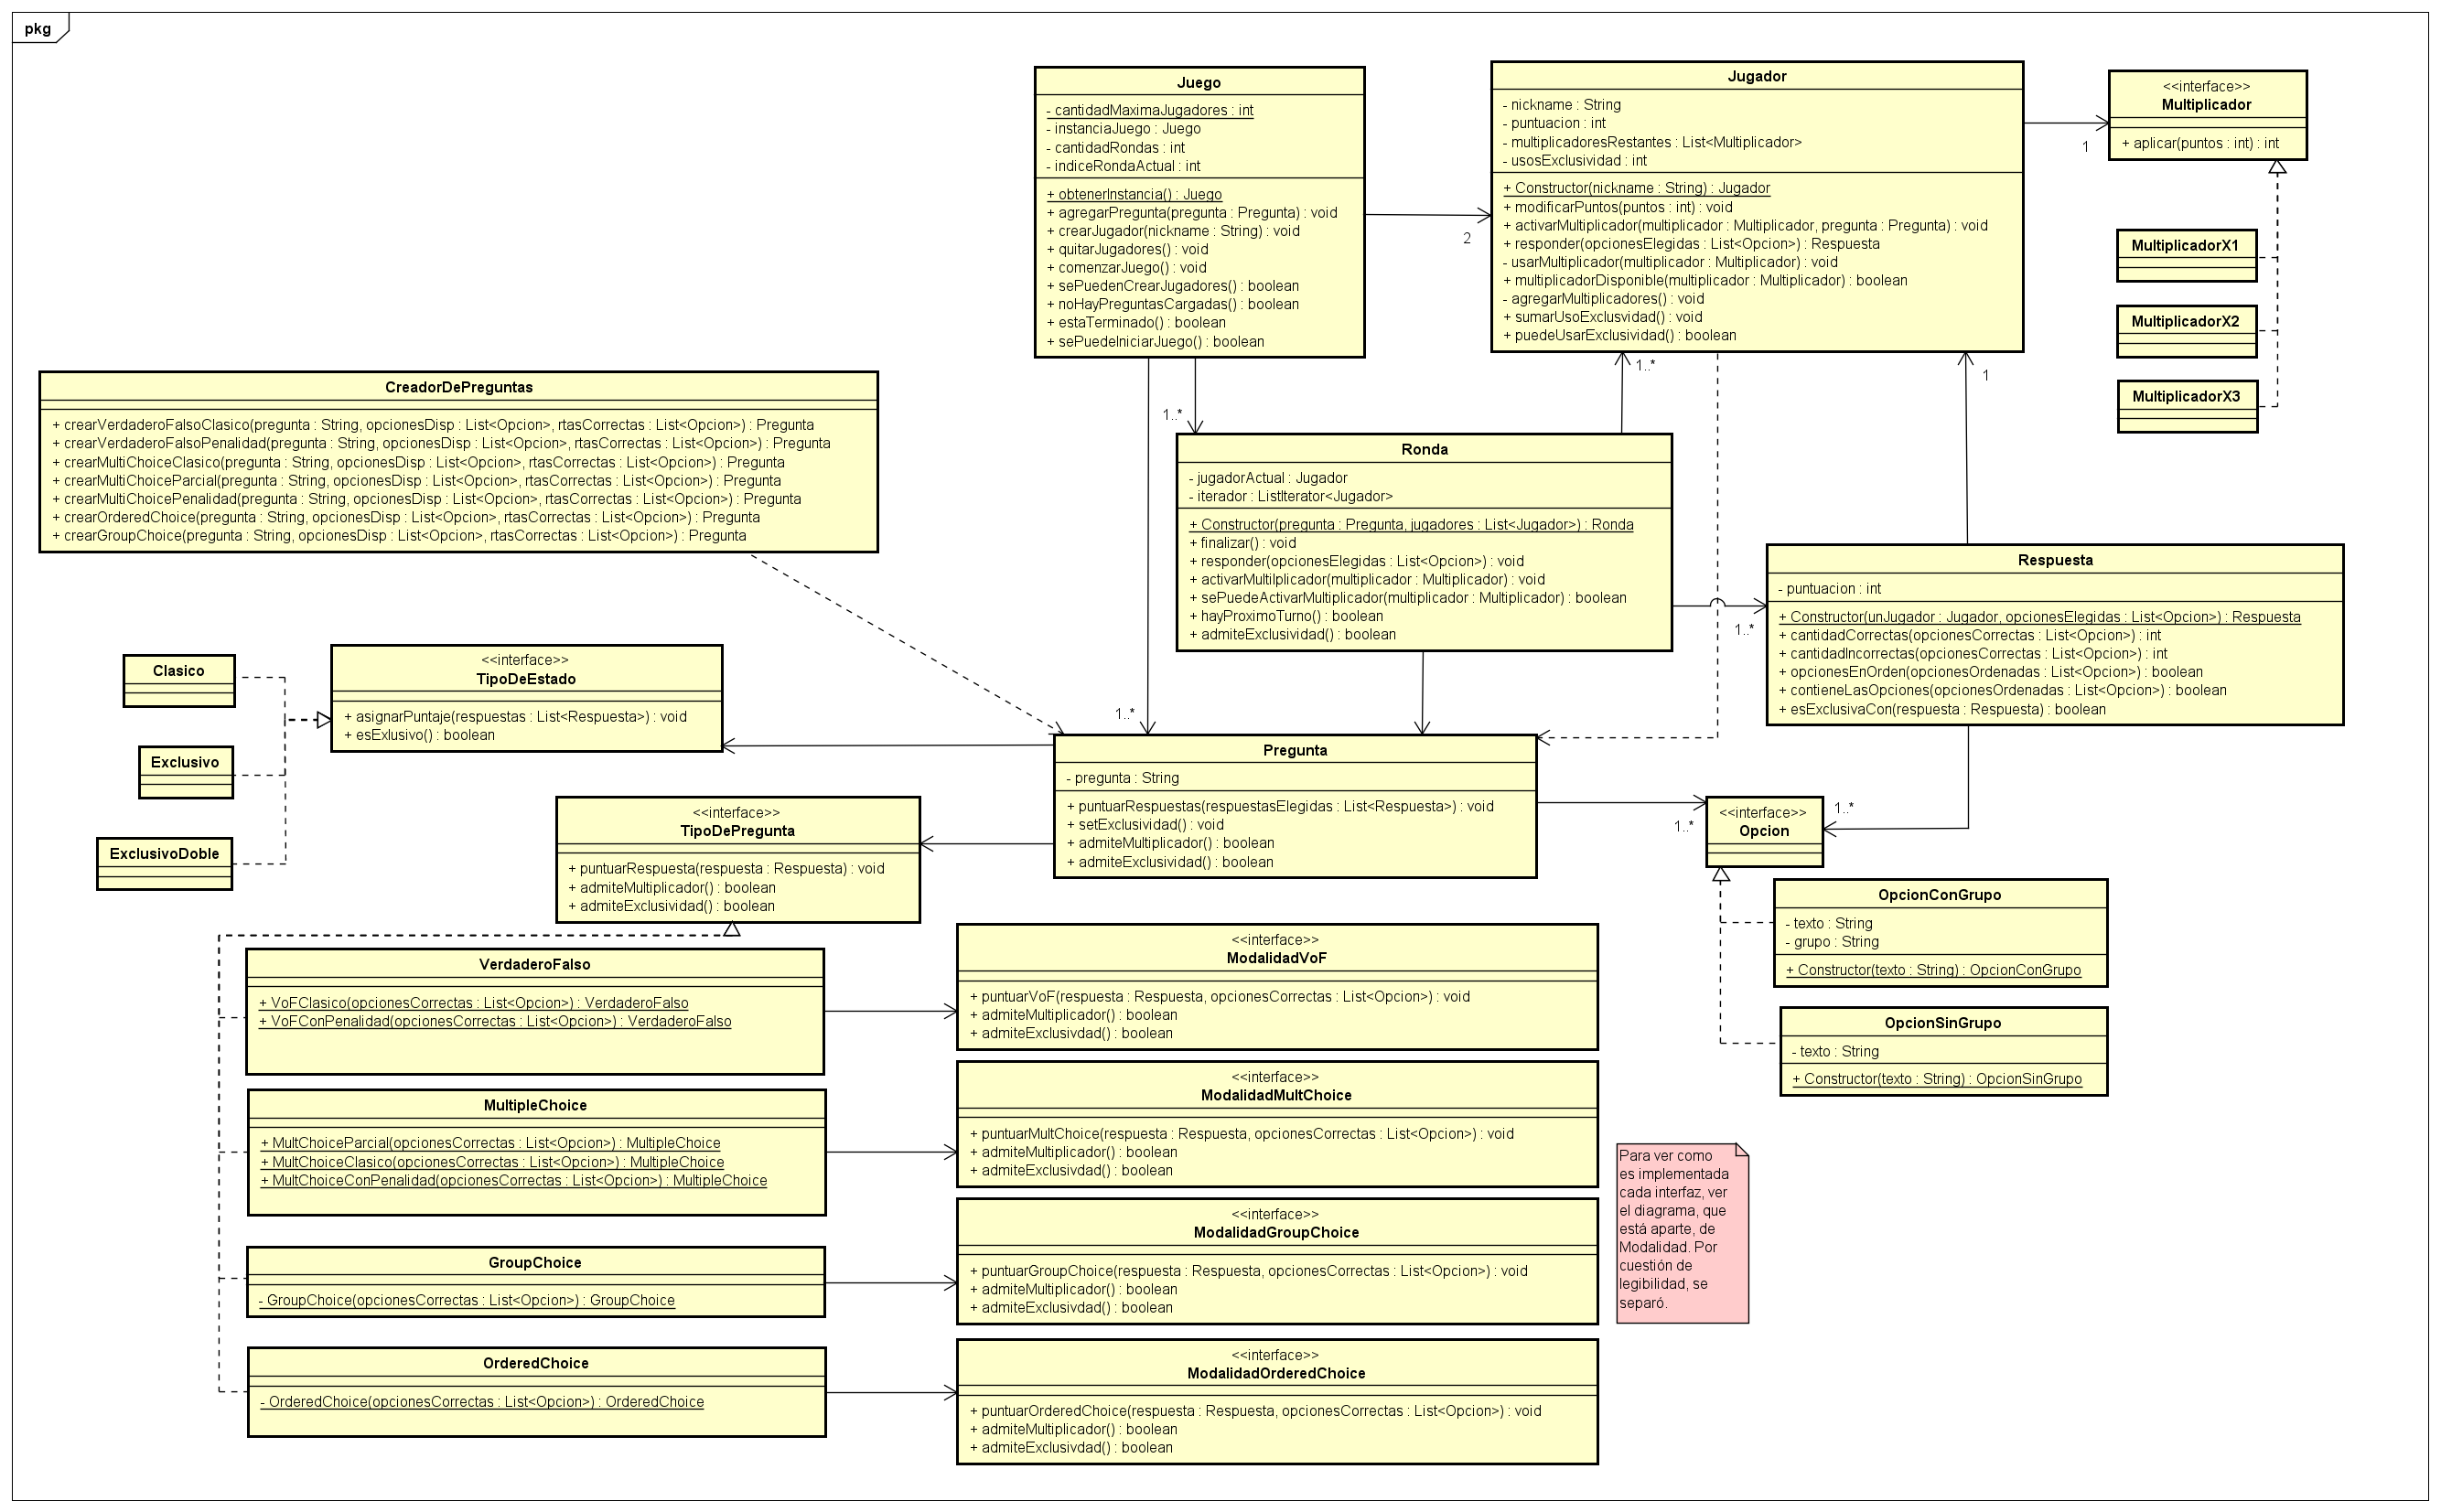 pkg
Juego
- cantidadMaximaJugadores : int
- instanciaJuego : Juego
- cantidadRondas : int
- indiceRondaActual : int
+ obtenerInstancia() : Juego
+ agregarPregunta(pregunta : Pregunta) : void
+ crearJugador(nickname : String) : void
+ quitarJugadores() : void
+ comenzarJuego() : void
+ sePuedenCrearJugadores() : boolean
+ noHayPreguntasCargadas() : boolean
+ estaTerminado() : boolean
+ sePuedeIniciarJuego() : boolean
2
Jugador
- nickname : String
- puntuacion : int
- multiplicadoresRestantes : List<Multiplicador>
- usosExclusividad : int
+ Constructor(nickname : String) : Jugador
+ modificarPuntos(puntos : int) : void
+ activarMultiplicador(multiplicador : Multiplicador, pregunta : Pregunta) : void
+ responder(opcionesElegidas : List<Opcion>) : Respuesta
- usarMultiplicador(multiplicador : Multiplicador) : void
+ multiplicadorDisponible(multiplicador : Multiplicador) : boolean
- agregarMultiplicadores() : void
+ sumarUsoExclusvidad() : void
+ puedeUsarExclusividad() : boolean
1
<<interface>>
Multiplicador
+ aplicar(puntos : int) : int
MultiplicadorX1
MultiplicadorX2
MultiplicadorX3
1..*
1
1..*
CreadorDePreguntas
+ crearVerdaderoFalsoClasico(pregunta : String, opcionesDisp : List<Opcion>, rtasCorrectas : List<Opcion>) : Pregunta
+ crearVerdaderoFalsoPenalidad(pregunta : String, opcionesDisp : List<Opcion>, rtasCorrectas : List<Opcion>) : Pregunta
+ crearMultiChoiceClasico(pregunta : String, opcionesDisp : List<Opcion>, rtasCorrectas : List<Opcion>) : Pregunta
+ crearMultiChoiceParcial(pregunta : String, opcionesDisp : List<Opcion>, rtasCorrectas : List<Opcion>) : Pregunta
+ crearMultiChoicePenalidad(pregunta : String, opcionesDisp : List<Opcion>, rtasCorrectas : List<Opcion>) : Pregunta
+ crearOrderedChoice(pregunta : String, opcionesDisp : List<Opcion>, rtasCorrectas : List<Opcion>) : Pregunta
+ crearGroupChoice(pregunta : String, opcionesDisp : List<Opcion>, rtasCorrectas : List<Opcion>) : Pregunta
Ronda
- jugadorActual : Jugador
- iterador : ListIterator<Jugador>
+ Constructor(pregunta : Pregunta, jugadores : List<Jugador>) : Ronda
+ finalizar() : void
+ responder(opcionesElegidas : List<Opcion>) : void
+ activarMultilplicador(multiplicador : Multiplicador) : void
+ sePuedeActivarMultiplicador(multiplicador : Multiplicador) : boolean
+ hayProximoTurno() : boolean
+ admiteExclusividad() : boolean
1..*
Respuesta
- puntuacion : int
+ Constructor(unJugador : Jugador, opcionesElegidas : List<Opcion>) : Respuesta
+ cantidadCorrectas(opcionesCorrectas : List<Opcion>) : int
+ cantidadIncorrectas(opcionesCorrectas : List<Opcion>) : int
+ opcionesEnOrden(opcionesOrdenadas : List<Opcion>) : boolean
+ contieneLasOpciones(opcionesOrdenadas : List<Opcion>) : boolean
+ esExclusivaCon(respuesta : Respuesta) : boolean
Clasico
Exclusivo
ExclusivoDoble
<<interface>>
TipoDeEstado
+ asignarPuntaje(respuestas : List<Respuesta>) : void
+ esExlusivo() : boolean
1..*
Pregunta
- pregunta : String
+ puntuarRespuestas(respuestasElegidas : List<Respuesta>) : void
+ setExclusividad() : void
+ admiteMultiplicador() : boolean
+ admiteExclusividad() : boolean
1..*
1..*
<<interface>>
Opcion
<<interface>>
TipoDePregunta
+ puntuarRespuesta(respuesta : Respuesta) : void
+ admiteMultiplicador() : boolean
+ admiteExclusividad() : boolean
OpcionConGrupo
- texto : String
- grupo : String
+ Constructor(texto : String) : OpcionConGrupo
OpcionSinGrupo
- texto : String
+ Constructor(texto : String) : OpcionSinGrupo
VerdaderoFalso
+ VoFClasico(opcionesCorrectas : List<Opcion>) : VerdaderoFalso
+ VoFConPenalidad(opcionesCorrectas : List<Opcion>) : VerdaderoFalso
<<interface>>
ModalidadVoF
+ puntuarVoF(respuesta : Respuesta, opcionesCorrectas : List<Opcion>) : void
+ admiteMultiplicador() : boolean
+ admiteExclusivdad() : boolean
MultipleChoice
+ MultChoiceParcial(opcionesCorrectas : List<Opcion>) : MultipleChoice
+ MultChoiceClasico(opcionesCorrectas : List<Opcion>) : MultipleChoice
+ MultChoiceConPenalidad(opcionesCorrectas : List<Opcion>) : MultipleChoice
<<interface>>
ModalidadMultChoice
+ puntuarMultChoice(respuesta : Respuesta, opcionesCorrectas : List<Opcion>) : void
+ admiteMultiplicador() : boolean
+ admiteExclusivdad() : boolean
Para ver como
es implementada
cada interfaz, ver
el diagrama, que
está aparte, de
Modalidad. Por
cuestión de
legibilidad, se
separó.
GroupChoice
- GroupChoice(opcionesCorrectas : List<Opcion>) : GroupChoice
<<interface>>
ModalidadGroupChoice
+ puntuarGroupChoice(respuesta : Respuesta, opcionesCorrectas : List<Opcion>) : void
+ admiteMultiplicador() : boolean
+ admiteExclusivdad() : boolean
OrderedChoice
- OrderedChoice(opcionesCorrectas : List<Opcion>) : OrderedChoice
<<interface>>
ModalidadOrderedChoice
+ puntuarOrderedChoice(respuesta : Respuesta, opcionesCorrectas : List<Opcion>) : void
+ admiteMultiplicador() : boolean
+ admiteExclusivdad() : boolean